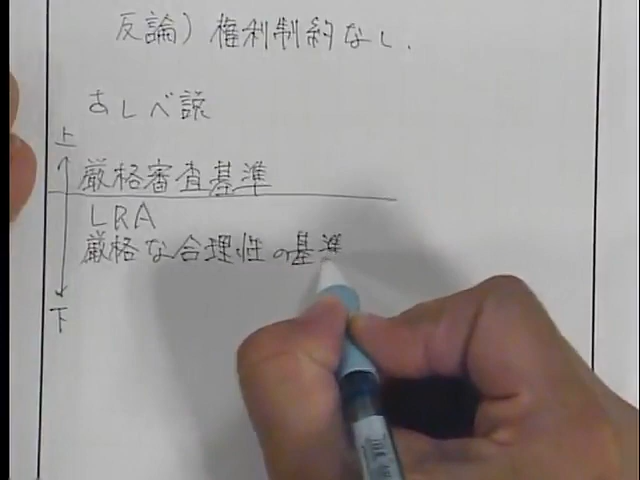 反論）権利制約なし.
あしべ説
上
厳格審査基準
LRA
厳格な合理性の基準
下